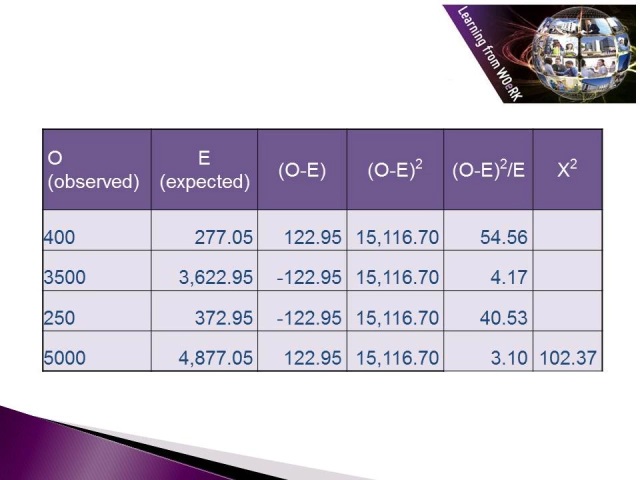 Learning from WOeRK
O E (O-E) (O-E)² (O-E)²/E X²
(observed) (expected)
400 277.05 122.95 15,116.70 54.56
3500 3,622.95 -122.95 15,116.70 4.17
250 372.95 -122.95 15,116.70 40.53
5000 4,877.05 122.95 15,116.70 3.10 102.37